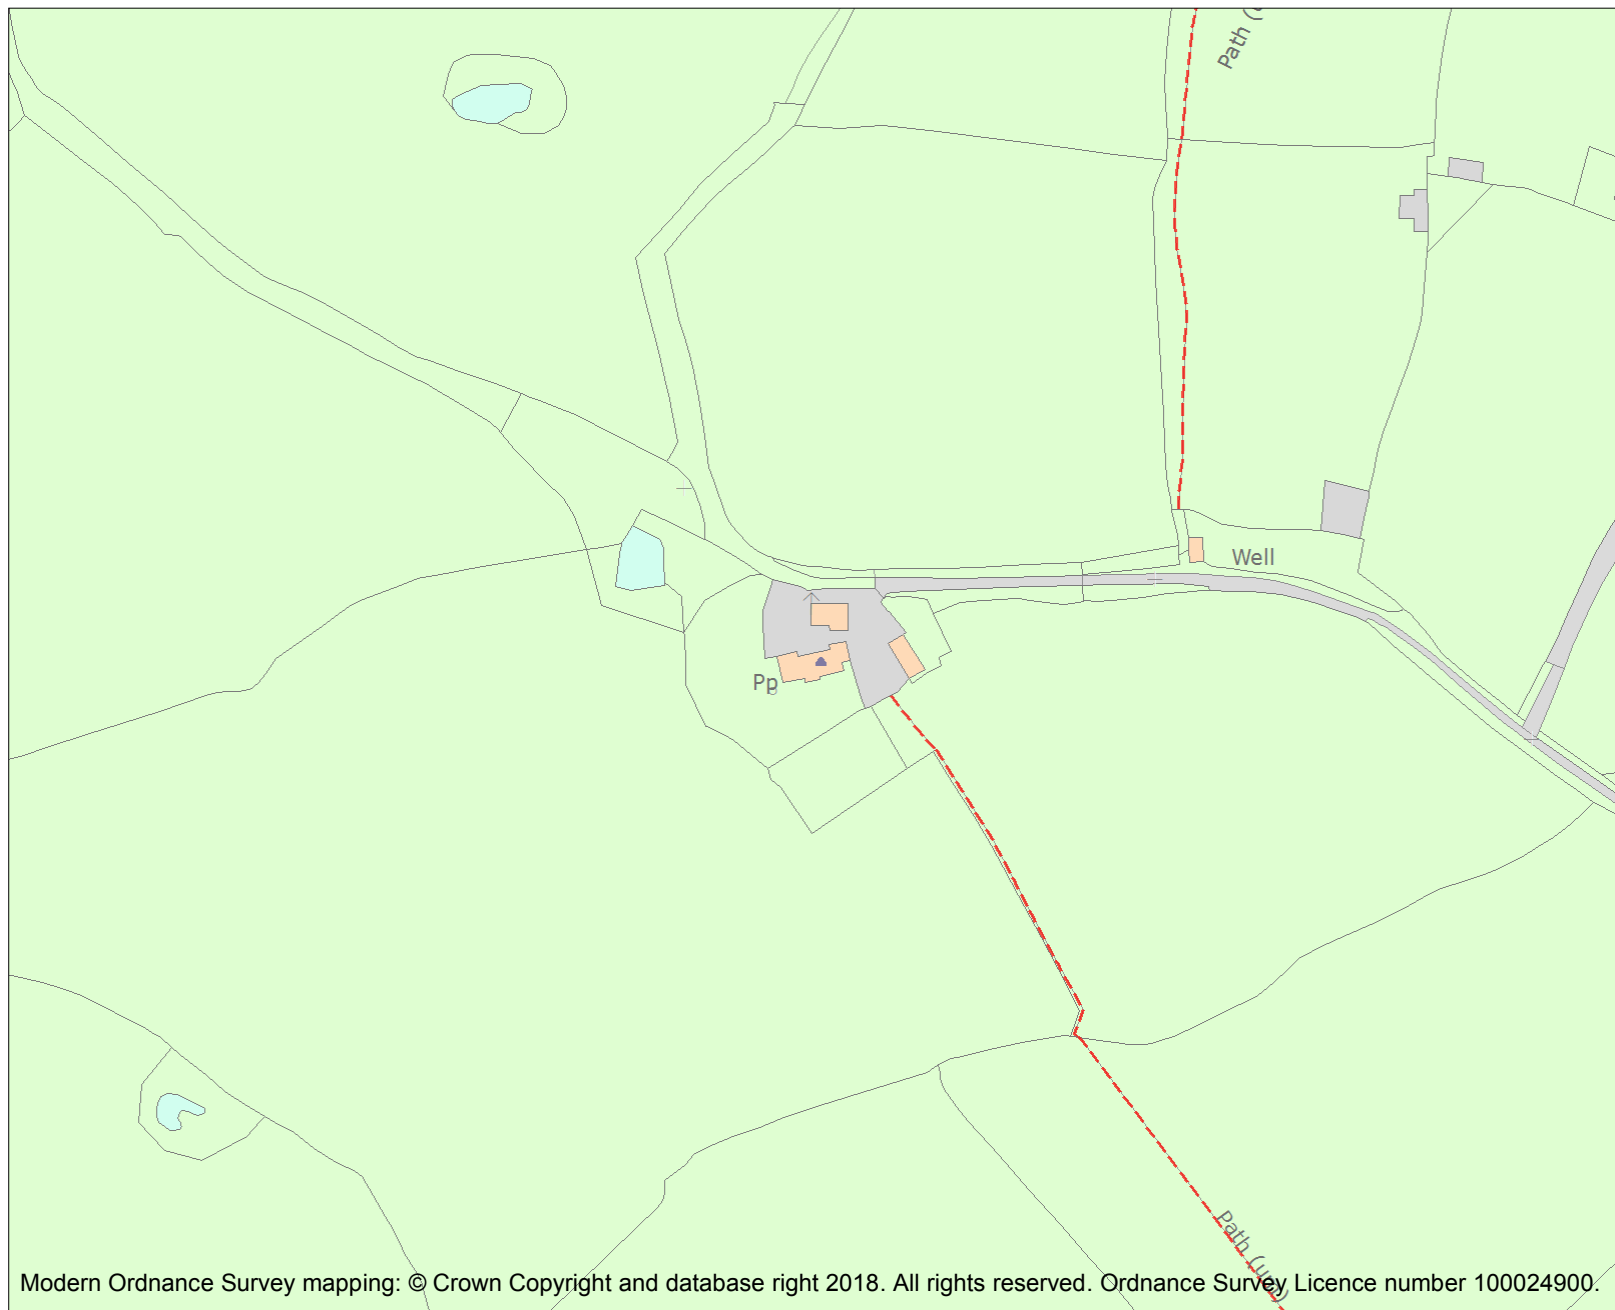 Path (
Well
Pp
Path (um)
Modern Ordnance Survey mapping: © Crown Copyright and database right 2018. All rights reserved. Ordnance Survey Licence number 100024900.